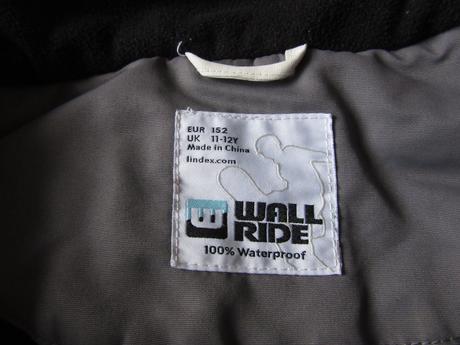 EUR 152
UK 11-12Y
Made in China
lindex.com
WALL
RIDE
100% Waterproof